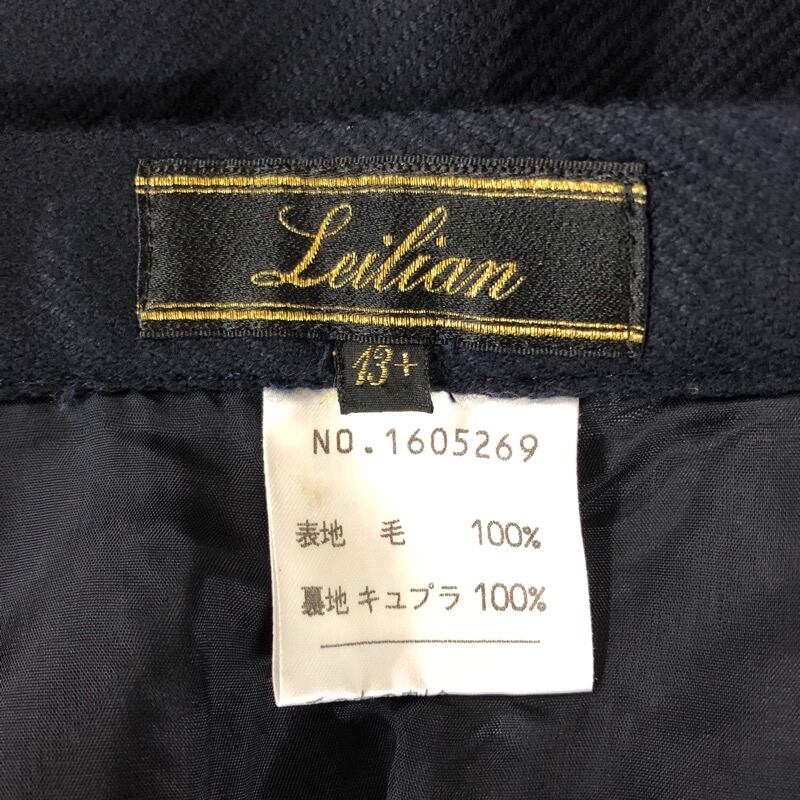 Leilian
13+
NO.1605269
表地 毛 100%
裏地 キュプラ 100%